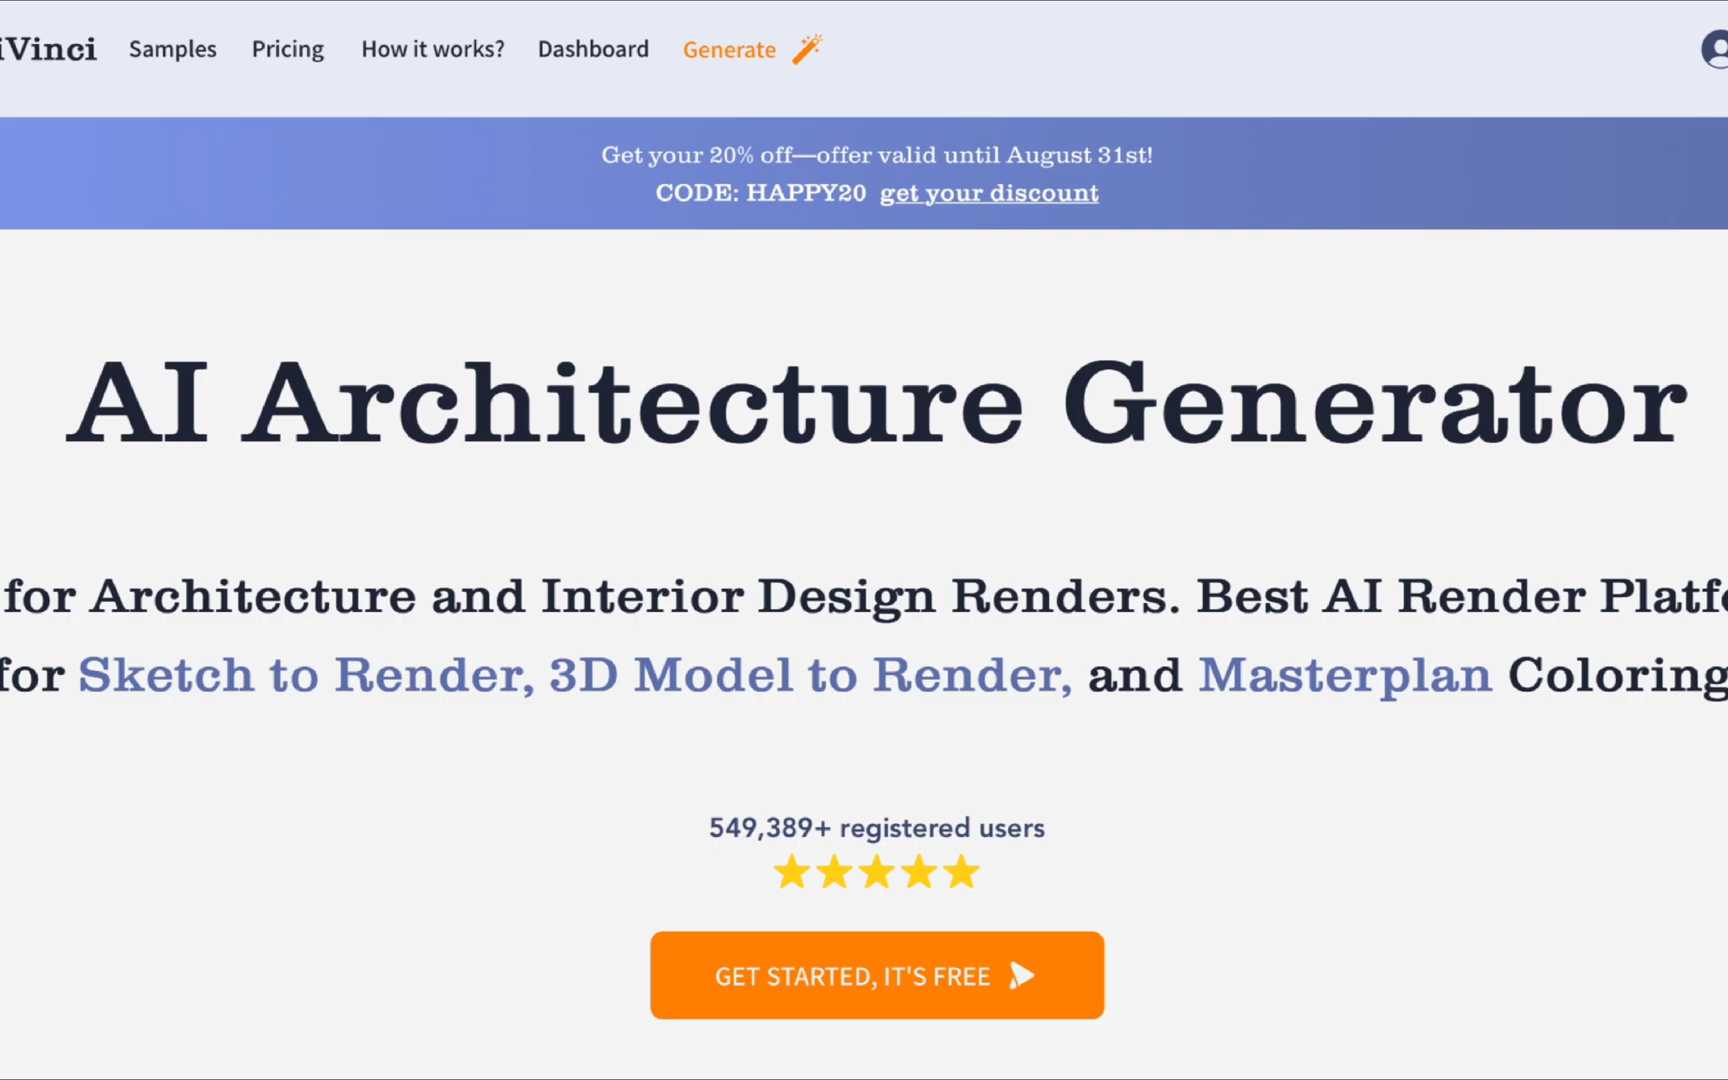 iVinci Samples Pricing How it works? Dashboard Generate
Get your 20% off—offer valid until August 31st!
CODE: HAPPY20 get your discount
AI Architecture Generator
for Architecture and Interior Design Renders. Best AI Render Platfo
for Sketch to Render, 3D Model to Render, and Masterplan Coloring
549,389+ registered users
GET STARTED, IT'S FREE